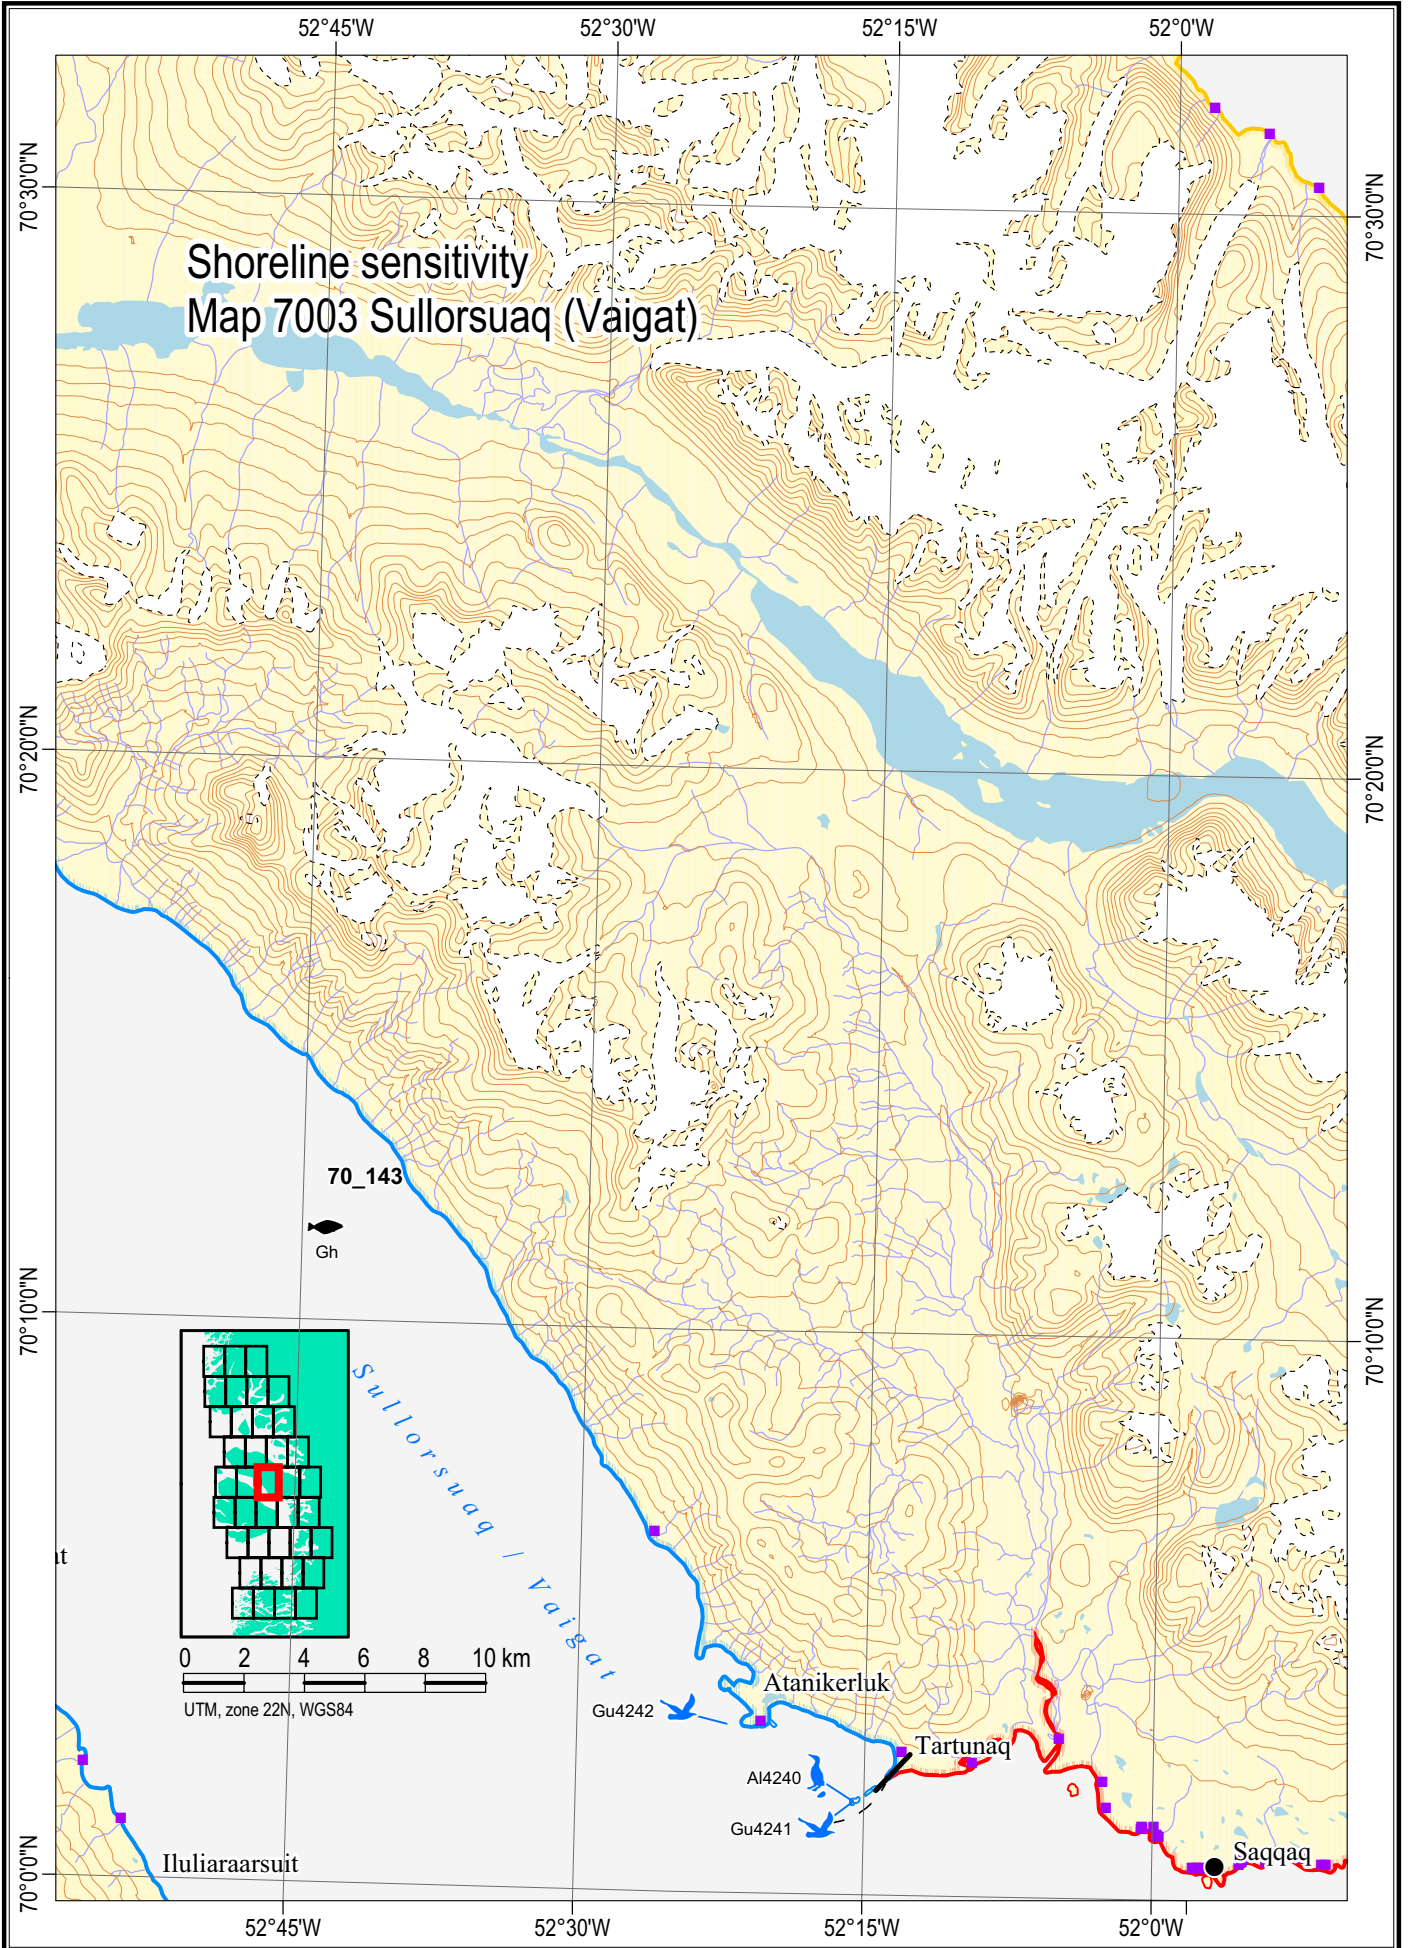 52°45'W
52°30'W
52°15'W
52°0'W
70°30'0"N
70°30'0"N
Shoreline sensitivity
Map 7003 Sullorsuaq (Vaigat)
70°20'0"N
70°20'0"N
70_143
Gh
70°10'0"N
70°10'0"N
Sullorsuaq / Vaigat
at
0 2 4 6 8 10 km
UTM, zone 22N, WGS84
Atanikerluk
Gu4242
Tartunaq
Al4240
Gu4241
Saqqaq
Iluliaraarsuit
70°0'0"N
52°45'W
52°30'W
52°15'W
52°0'W